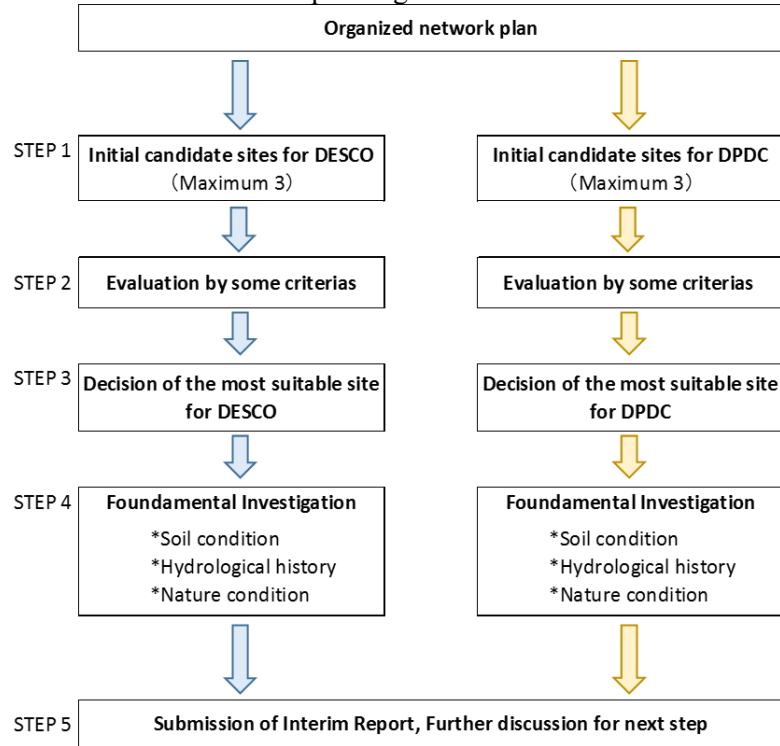 Organized network plan
STEP 1
Initial candidate sites for DESCO
(Maximum 3)
Initial candidate sites for DPDC
(Maximum 3)
STEP 2
Evaluation by some criterias
Evaluation by some criterias
STEP 3
Decision of the most suitable site
for DESCO
Decision of the most suitable site
for DPDC
STEP 4
Foundamental Investigation
*Soil condition
*Hydrological history
*Nature condition
Foundamental Investigation
*Soil condition
*Hydrological history
*Nature condition
STEP 5
Submission of Interim Report, Further discussion for next step